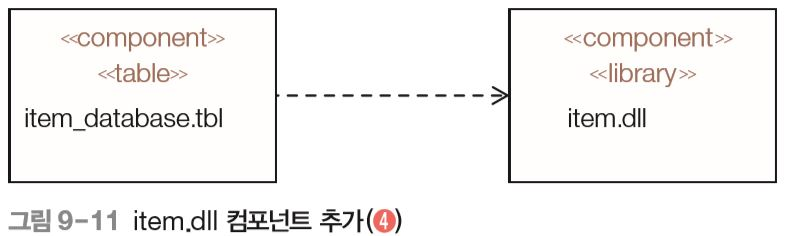 <<component>>
<<table>>
item_database.tbl
<<component>>
<<library>>
item.dll
그림 9-11 item.dll 컴포넌트 추가(4)